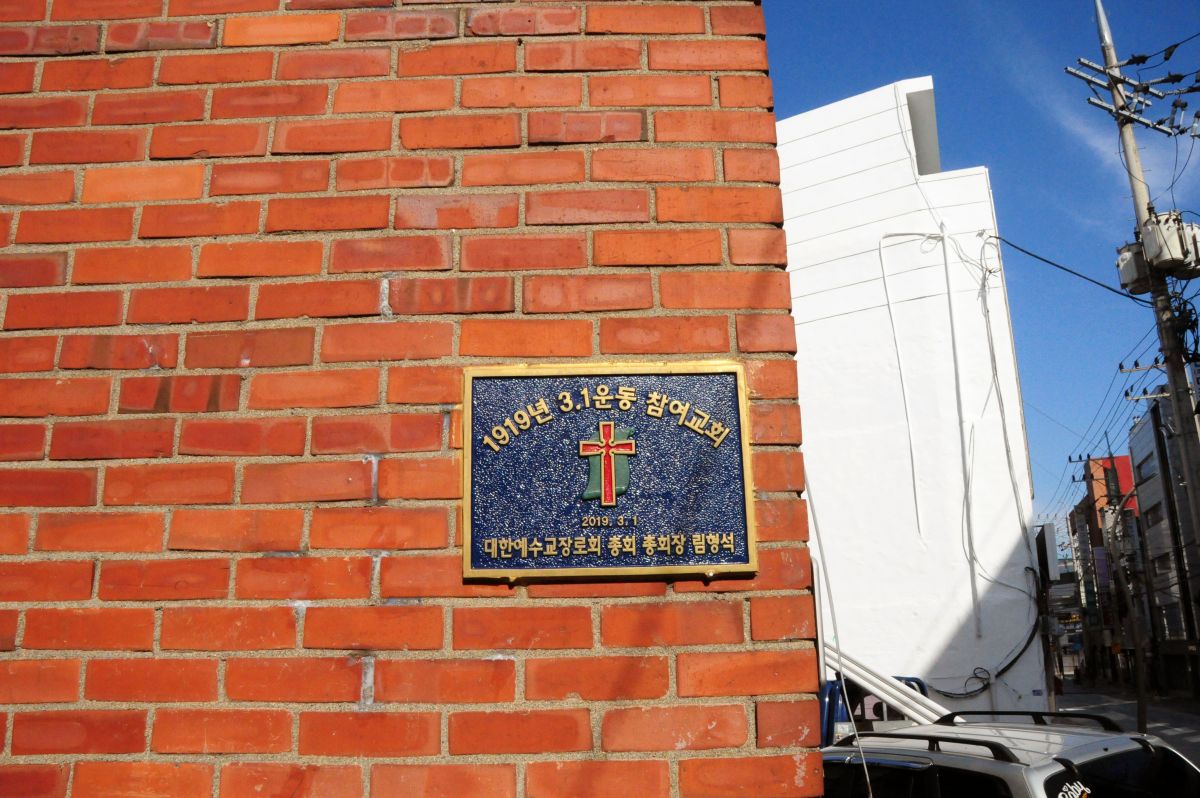 1919년 3.1운동 참여교회
2019. 3. 1
대한예수교장로회 총회 총회장 림형석